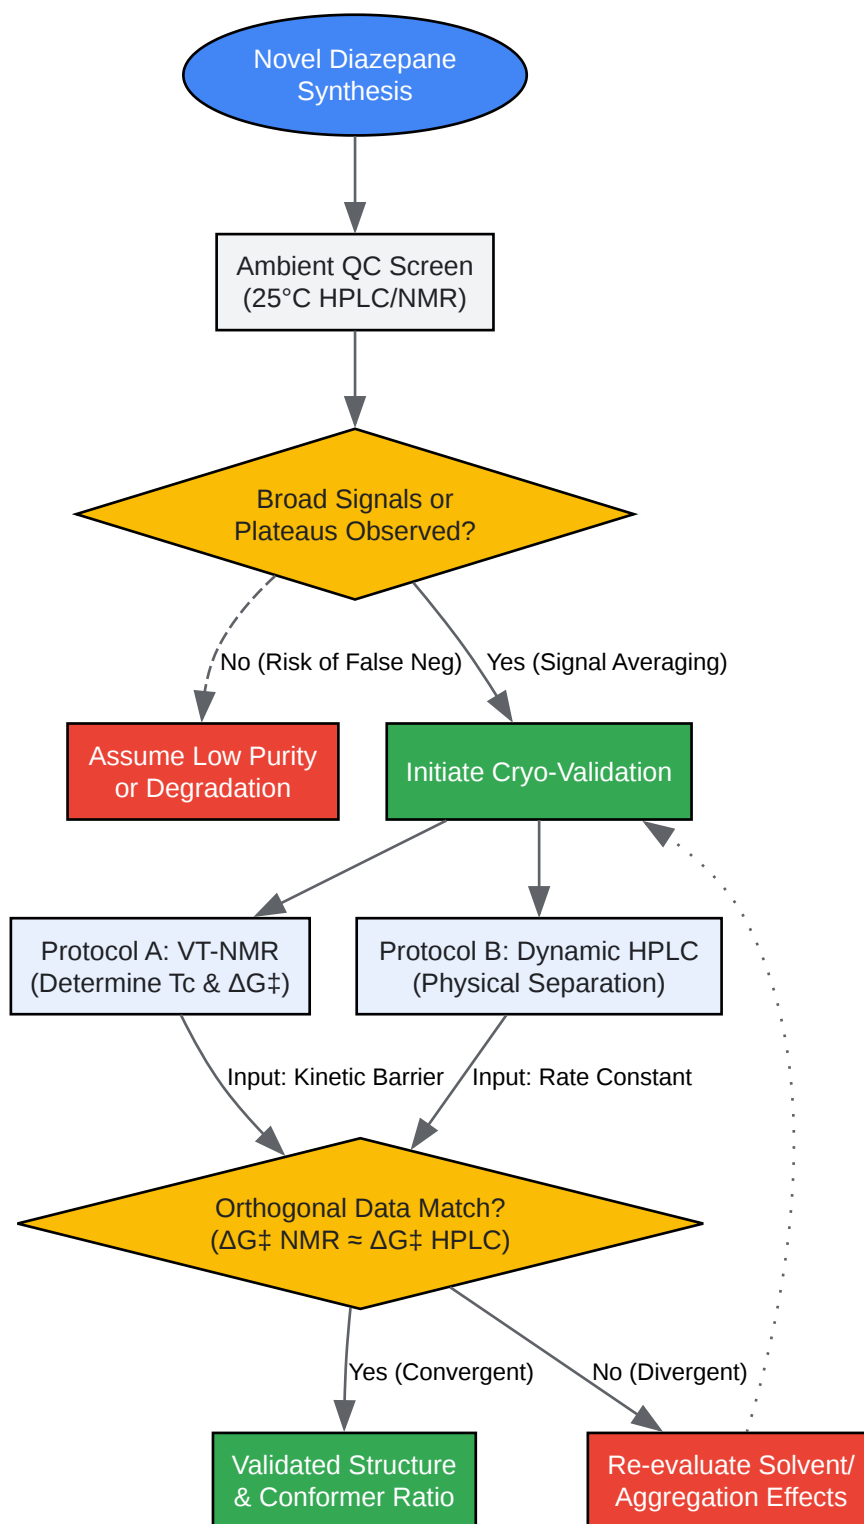 Novel Diazepane
Synthesis
Ambient QC Screen
(25°C HPLC/NMR)
Broad Signals or
Plateaus Observed?
No (Risk of False Neg)
Yes (Signal Averaging)
Assume Low Purity
or Degradation
Initiate Cryo-Validation
Protocol A: VT-NMR
(Determine Tc & ΔG‡)
Protocol B: Dynamic HPLC
(Physical Separation)
Input: Kinetic Barrier
Input: Rate Constant
Orthogonal Data Match?
(ΔG‡ NMR ≈ ΔG‡ HPLC)
Yes (Convergent)
No (Divergent)
Validated Structure
& Conformer Ratio
Re-evaluate Solvent/
Aggregation Effects